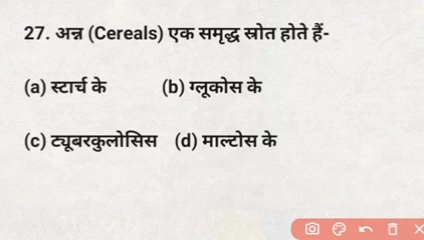 27. अन्न (Cereals) एक समृद्ध स्रोत होते हैं-
(a) स्टार्च के (b) ग्लूकोस के
(c) ट्यूबरकुलोसिस (d) माल्टोस के